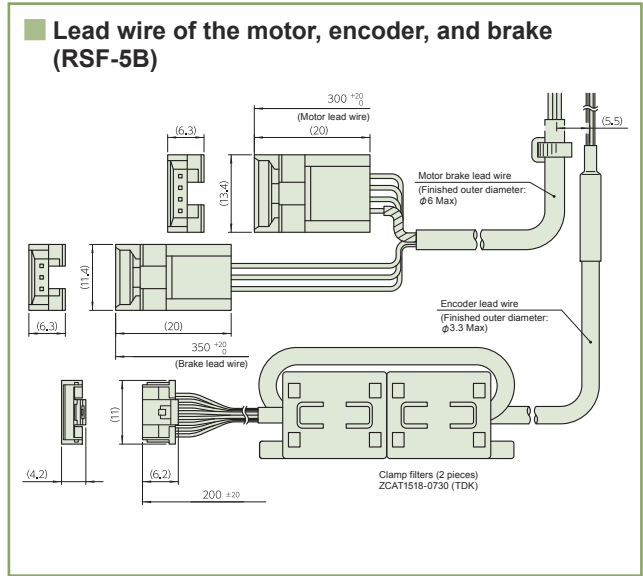 Lead wire of the motor, encoder, and brake
(RSF-5B)
300 +20 0
(Motor lead wire)
(6.3)
(20)
(5.5)
(13.4)
Motor brake lead wire
(Finished outer diameter:
φ6 Max)
(11.4)
(6.3)
(20)
350 +20 0
(Brake lead wire)
Encoder lead wire
(Finished outer diameter:
φ3.3 Max)
(11)
(4.2)
(6.2)
200 ±20
Clamp filters (2 pieces)
ZCAT1518-0730 (TDK)